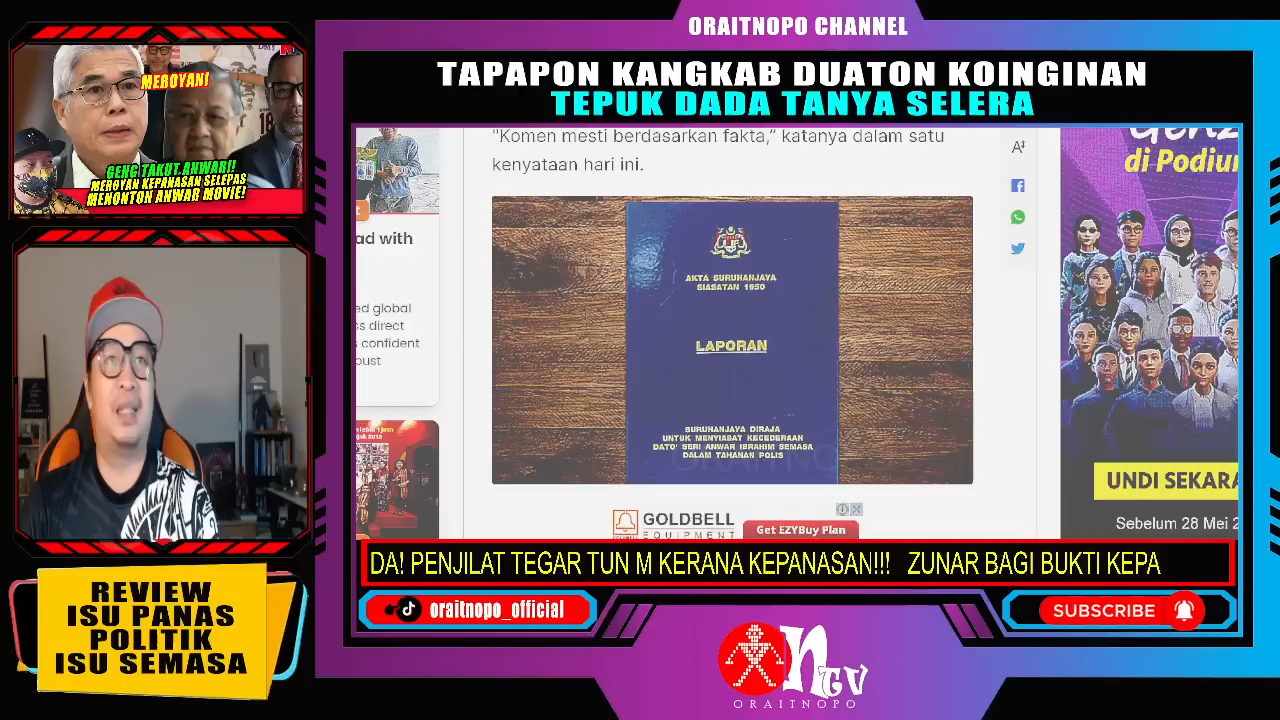 ORAITNOPO CHANNEL
TAPAPON KANGKAB DUATON KOINGINAN
TEPUK DADA TANYA SELERA
MEROYAN!
GENG TAKUT ANWAR!!
MEROYAN KEPANASAN SELEPAS
MENONTON ANWAR MOVIE!
"Komen mesti berdasarkan fakta," katanya dalam satu
kenyataan hari ini.
ad with
ed global
s direct
confident
oust
AKTA SURUHANJAYA
SIASATAN 1950
LAPORAN
SURUHANJAYA DIRAJA
UNTUK MENYIASAT KECEDERAAN
DATO' SERI ANWAR IBRAHIM SEMASA
DALAM TAHANAN POLIS
GOLDBELL
EQUIPMENT
Get EZYBuy Plan
GenZ
di Podium
UNDI SEKARA
Sebelum 28 Mei 2
DA! PENJILAT TEGAR TUN M KERANA KEPANASAN!!! ZUNAR BAGI BUKTI KEPA
oraitnopo_official
SUBSCRIBE
REVIEW
ISU PANAS
POLITIK
ISU SEMASA
ntv
ORAITNOPO